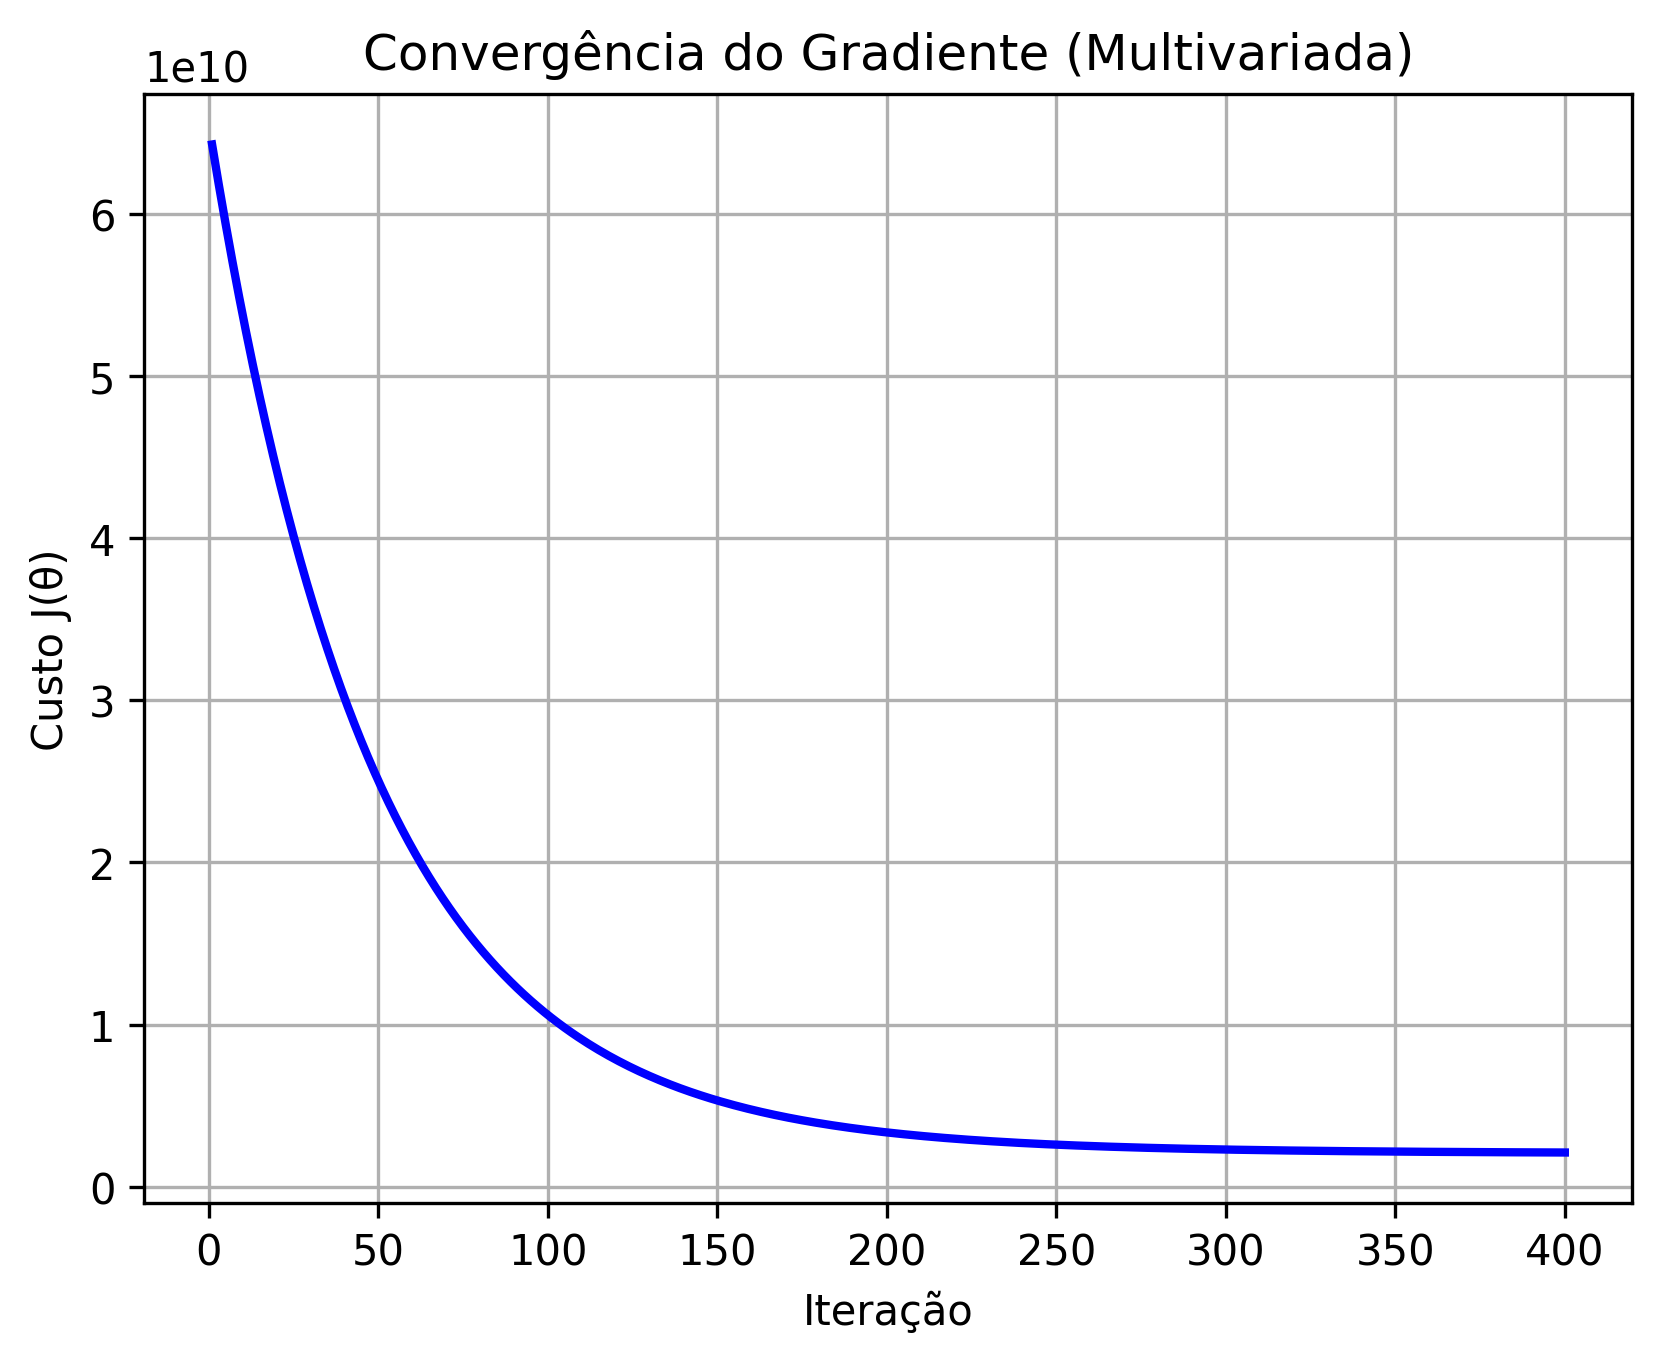 Convergência do Gradiente (Multivariada)
1e10
6
5
4
3
2
1
0
Custo J(θ)
0 50 100 150 200 250 300 350 400
Iteração